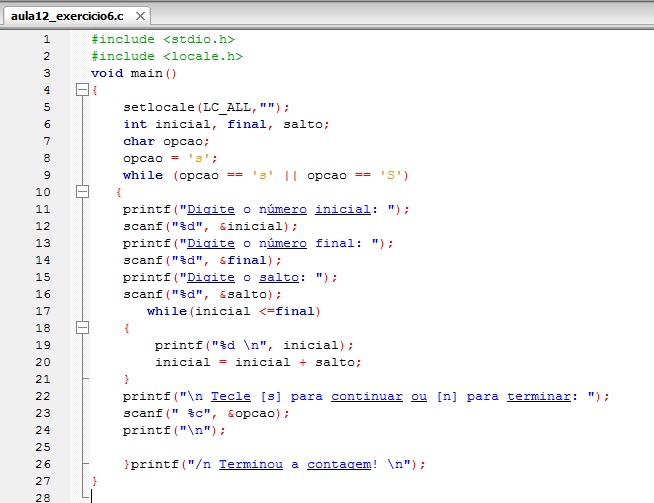 aula12_exercicio6.c
1 #include <stdio.h>
2 #include <locale.h>
3 void main()
4 {
5 setlocale(LC_ALL,"");
6 int inicial, final, salto;
7 char opcao;
8 opcao = 's';
9 while (opcao == 's' || opcao == 'S')
10 {
11 printf("Digite o número inicial: ");
12 scanf("%d", &inicial);
13 printf("Digite o número final: ");
14 scanf("%d", &final);
15 printf("Digite o salto: ");
16 scanf("%d", &salto);
17 while(inicial <=final)
18 {
19 printf("%d \n", inicial);
20 inicial = inicial + salto;
21 }
22 printf("\n Tecle [s] para continuar ou [n] para terminar: ");
23 scanf(" %c", &opcao);
24 printf("\n");
25
26 }printf("/n Terminou a contagem! \n");
27 }
28